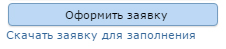 Оформить заявку
Скачать заявку для заполнения